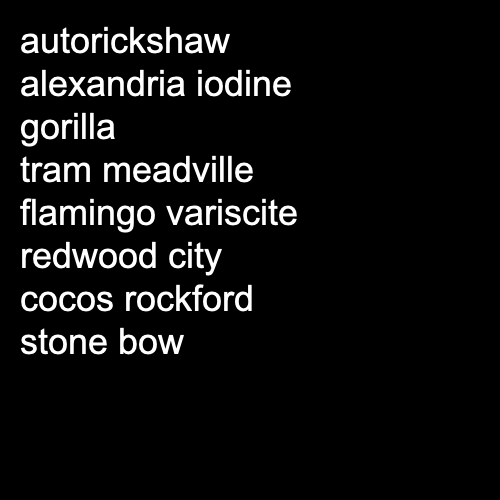 autorickshaw
alexandria iodine
gorilla
tram meadville
flamingo variscite
redwood city
cocos rockford
stone bow